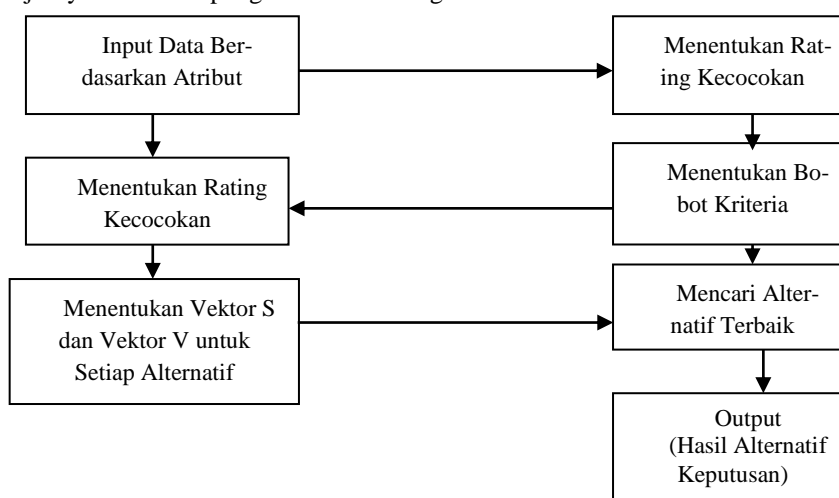 Input Data Ber-
dasarkan Atribut
Menentukan Rat-
ing Kecocokan
Menentukan Rating
Kecocokan
Menentukan Bo-
bot Kriteria
Menentukan Vektor S
dan Vektor V untuk
Setiap Alternatif
Mencari Alter-
natif Terbaik
Output
(Hasil Alternatif
Keputusan)